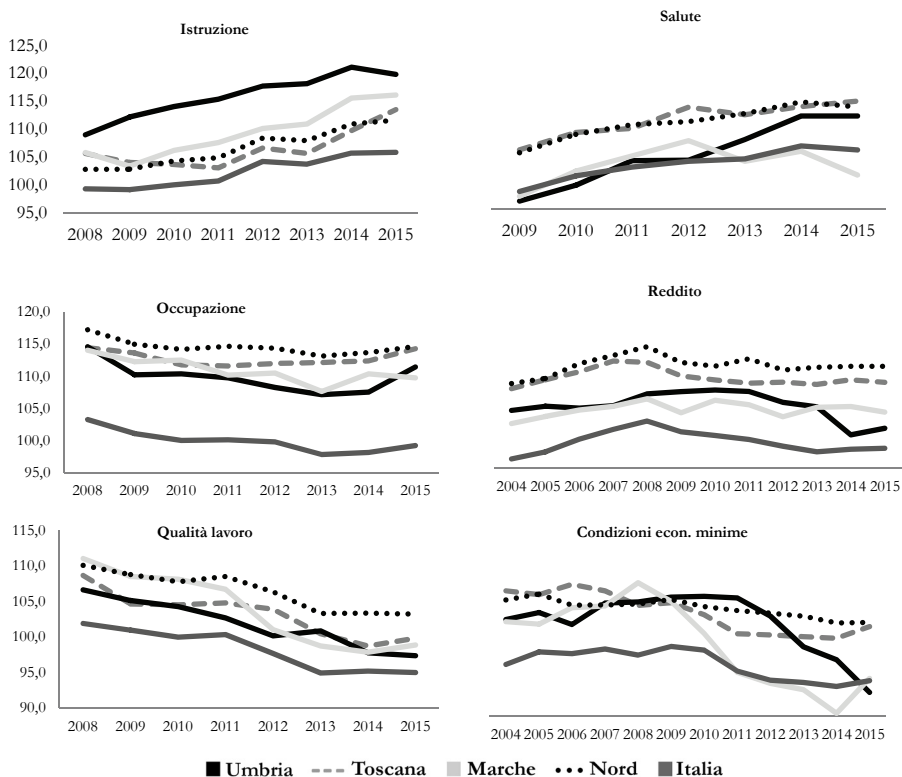 Istruzione
125,0
120,0
115,0
110,0
105,0
100,0
95,0
2008 2009 2010 2011 2012 2013 2014 2015
Salute
2009 2010 2011 2012 2013 2014 2015
Occupazione
120,0
115,0
110,0
105,0
100,0
95,0
2008 2009 2010 2011 2012 2013 2014 2015
Reddito
2004 2005 2006 2007 2008 2009 2010 2011 2012 2013 2014 2015
Qualità lavoro
115,0
110,0
105,0
100,0
95,0
90,0
2008 2009 2010 2011 2012 2013 2014 2015
Condizioni econ. minime
2004 2005 2006 2007 2008 2009 2010 2011 2012 2013 2014 2015
Umbria Toscana Marche Nord Italia